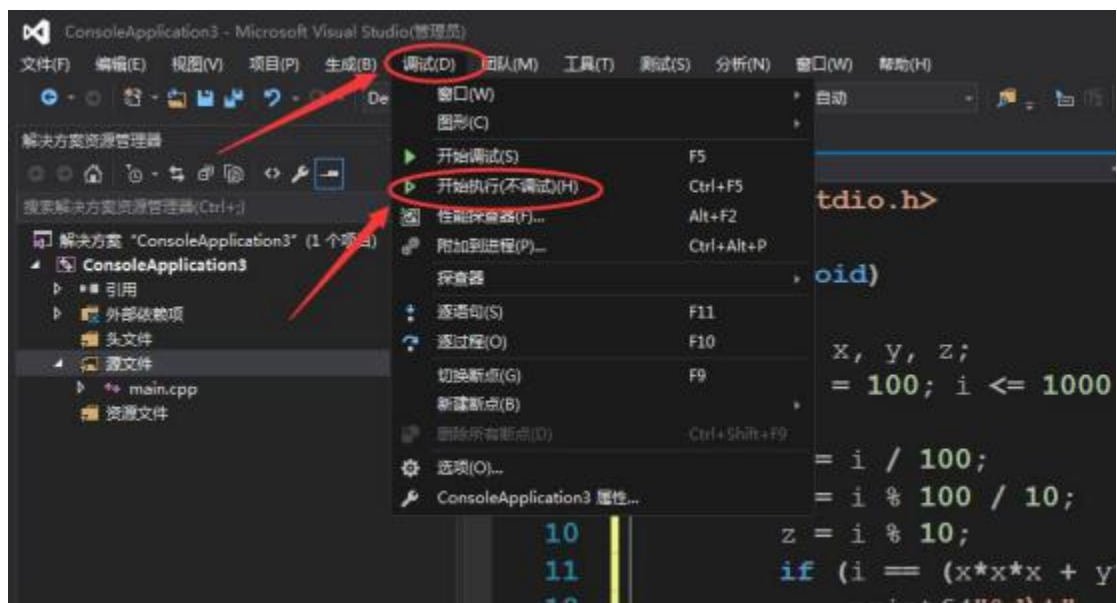 ConsoleApplication3 - Microsoft Visual Studio(管理员)
文件(F) 编辑(E) 视图(V) 项目(P) 生成(B) 调试(D) 团队(M) 工具(T) 测试(S) 分析(N) 窗口(W) 帮助(H)
De
自动
解决方案资源管理器
搜索解决方案资源管理器(Ctrl+;)
解决方案 "ConsoleApplication3" (1 个项目)
ConsoleApplication3
引用
外部依赖项
头文件
源文件
main.cpp
资源文件
窗口(W)
图形(C)
开始调试(S) F5
开始执行(不调试)(H) Ctrl+F5
性能探查器(F)... Alt+F2
附加到进程(P)... Ctrl+Alt+P
探查器
逐语句(S) F11
逐过程(O) F10
切换断点(G) F9
新建断点(B)
删除所有断点(D) Ctrl+Shift+F9
选项(O)...
ConsoleApplication3 属性...
tdio.h>
oid)
x, y, z;
= 100; i <= 1000
= i / 100;
= i % 100 / 10;
10 z = i % 10;
11 if (i == (x*x*x + y